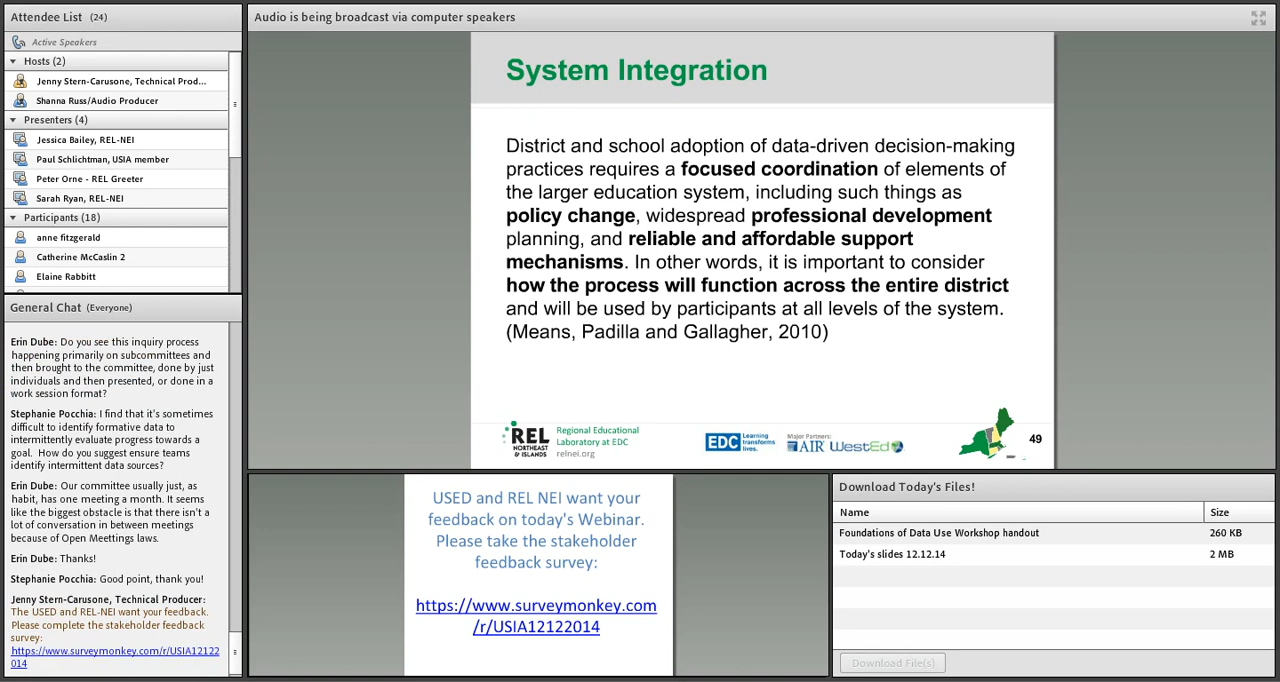 Attendee List (24)
Active Speakers
Hosts (2)
Jenny Stern-Carusone, Technical Prod...
Shanna Russ/Audio Producer
Presenters (4)
Jessica Bailey, REL-NEI
Paul Schlichtman, USIA member
Peter Orne - REL Greeter
Sarah Ryan, REL-NEI
Participants (18)
anne fitzgerald
Catherine McCaslin 2
Elaine Rabbitt
General Chat (Everyone)
Erin Dube: Do you see this inquiry process
happening primarily on subcommittees and
then brought to the committee, done by just
individuals and then presented, or done in a
work session format?
Stephanie Pocchia: I find that it's sometimes
difficult to identify formative data to
intermittently evaluate progress towards a
goal. How do you suggest ensure teams
identify intermittent data sources?
Erin Dube: Our committee usually just, as
habit, has one meeting a month. It seems
like the biggest obstacle is that there isn't a
lot of conversation in between meetings
because of Open Meettings laws.
Erin Dube: Thanks!
Stephanie Pocchia: Good point, thank you!
Jenny Stern-Carusone, Technical Producer:
The USED and REL-NEI want your feedback.
Please complete the stakeholder feedback
survey:
https://www.surveymonkey.com/r/USIA12122
014
Audio is being broadcast via computer speakers
System Integration
District and school adoption of data-driven decision-making
practices requires a focused coordination of elements of
the larger education system, including such things as
policy change, widespread professional development
planning, and reliable and affordable support
mechanisms. In other words, it is important to consider
how the process will function across the entire district
and will be used by participants at all levels of the system.
(Means, Padilla and Gallagher, 2010)
REL
NORTHEAST
& ISLANDS
Regional Educational
Laboratory at EDC
relnei.org
EDC Learning
transforms
lives.
Major Partners:
AIR WestEd
49
USED and REL NEI want your
feedback on today's Webinar.
Please take the stakeholder
feedback survey:
https://www.surveymonkey.com
/r/USIA12122014
Download Today's Files!
Name Size
Foundations of Data Use Workshop handout 260 KB
Today's slides 12.12.14 2 MB
Download File(s)